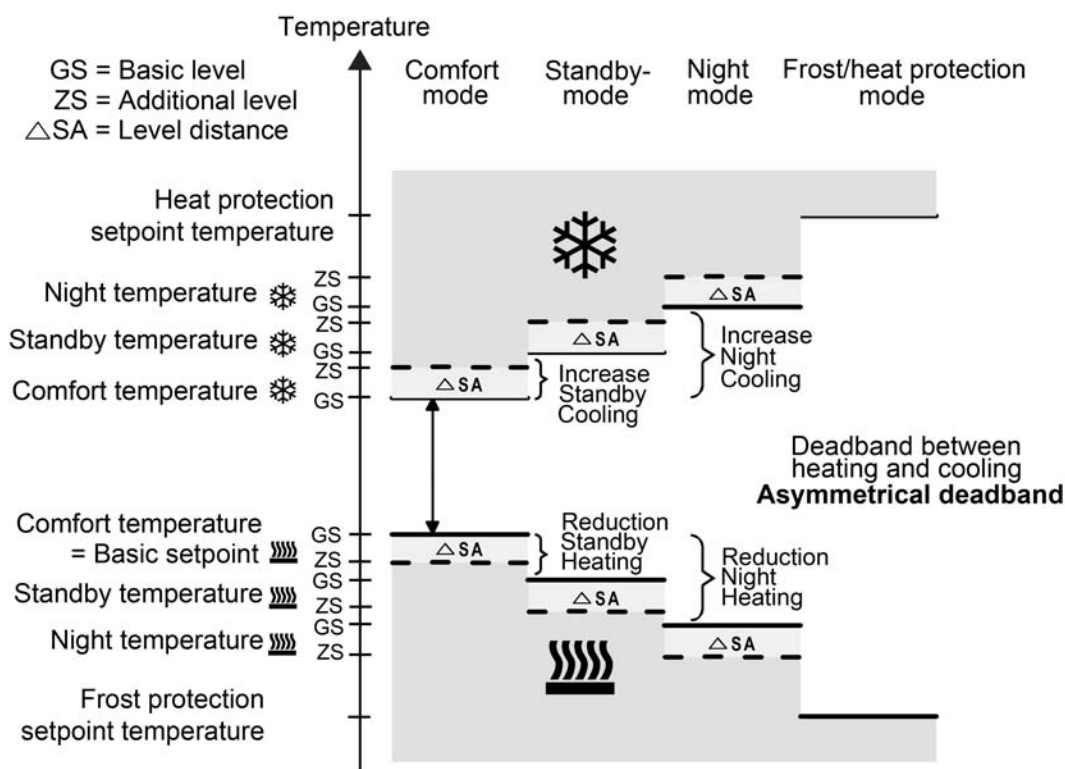 Temperature
GS = Basic level
ZS = Additional level
△SA = Level distance
Comfort
mode
Standby-
mode
Night
mode
Frost/heat protection
mode
Heat protection
setpoint temperature
Night temperature
ZS
GS
Standby temperature
ZS
GS
Comfort temperature
ZS
GS
△SA
△SA
△SA
Increase
Standby
Cooling
Increase
Night
Cooling
Deadband between
heating and cooling
Asymmetrical deadband
Comfort temperature
= Basic setpoint
GS
ZS
Standby temperature
GS
ZS
Night temperature
GS
ZS
△SA
△SA
△SA
Reduction
Standby
Heating
Reduction
Night
Heating
Frost protection
setpoint temperature